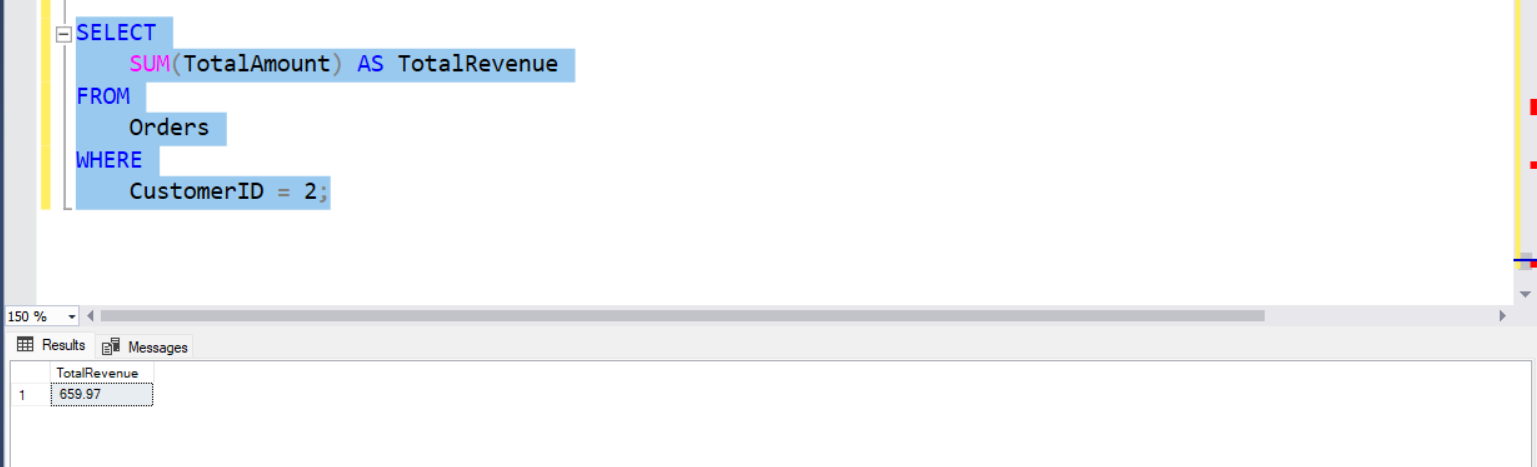 SELECT
SUM(TotalAmount) AS TotalRevenue
FROM
Orders
WHERE
CustomerID = 2;
150 %
Results Messages
TotalRevenue
1 659.97